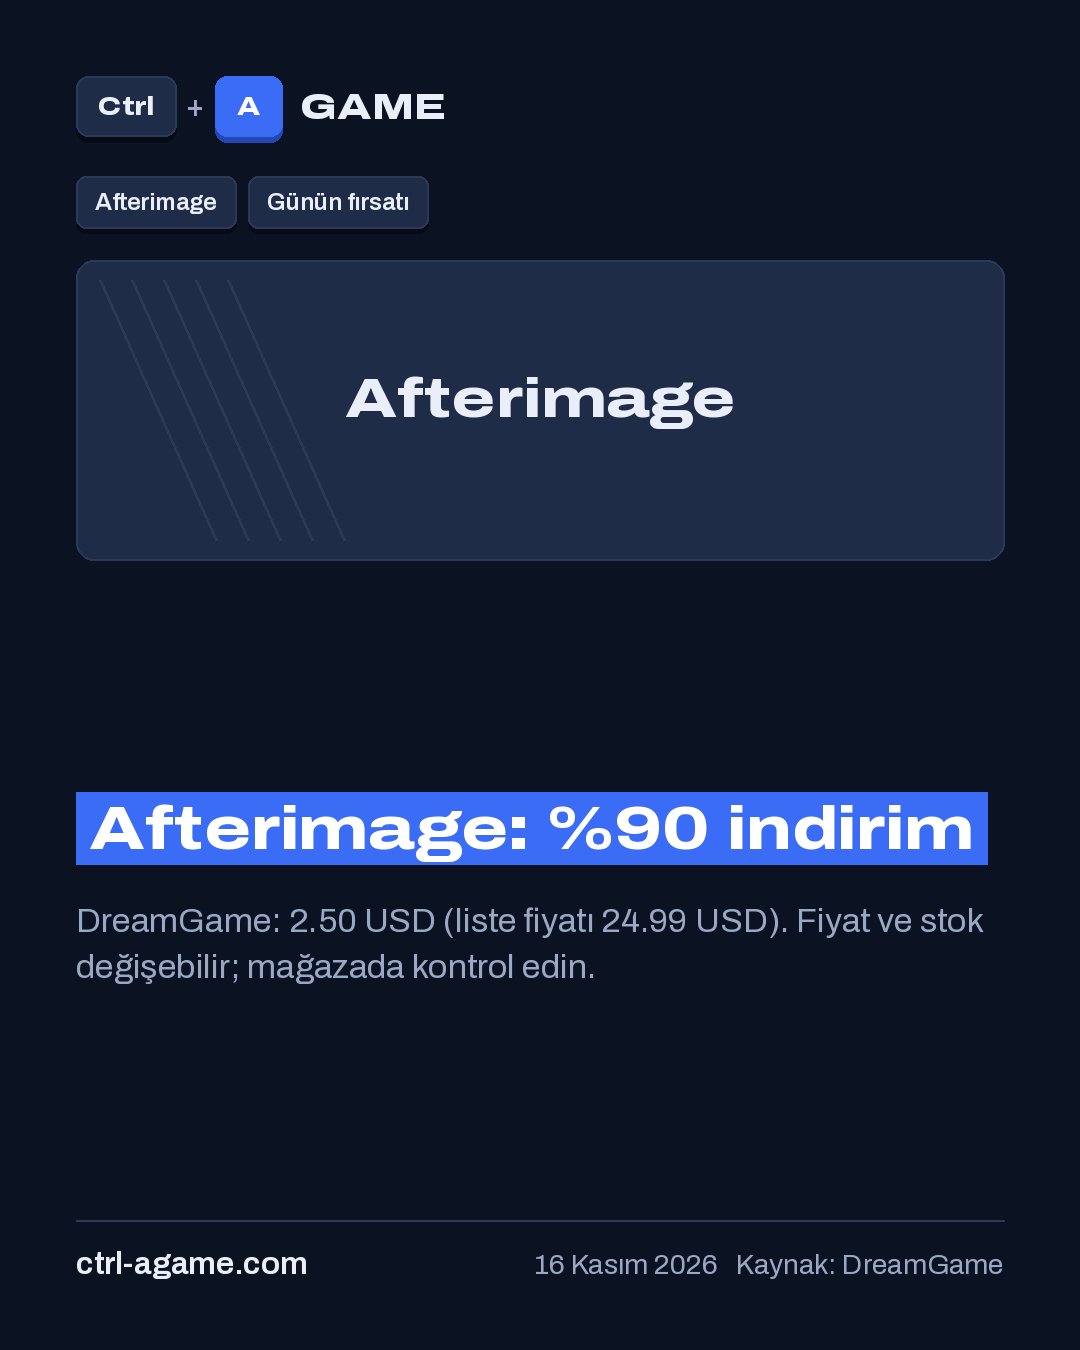 Ctrl + A GAME
Afterimage Günün fırsatı
Afterimage
Afterimage: %90 indirim
DreamGame: 2.50 USD (liste fiyatı 24.99 USD). Fiyat ve stok
değişebilir; mağazada kontrol edin.
ctrl-agame.com 16 Kasım 2026 Kaynak: DreamGame